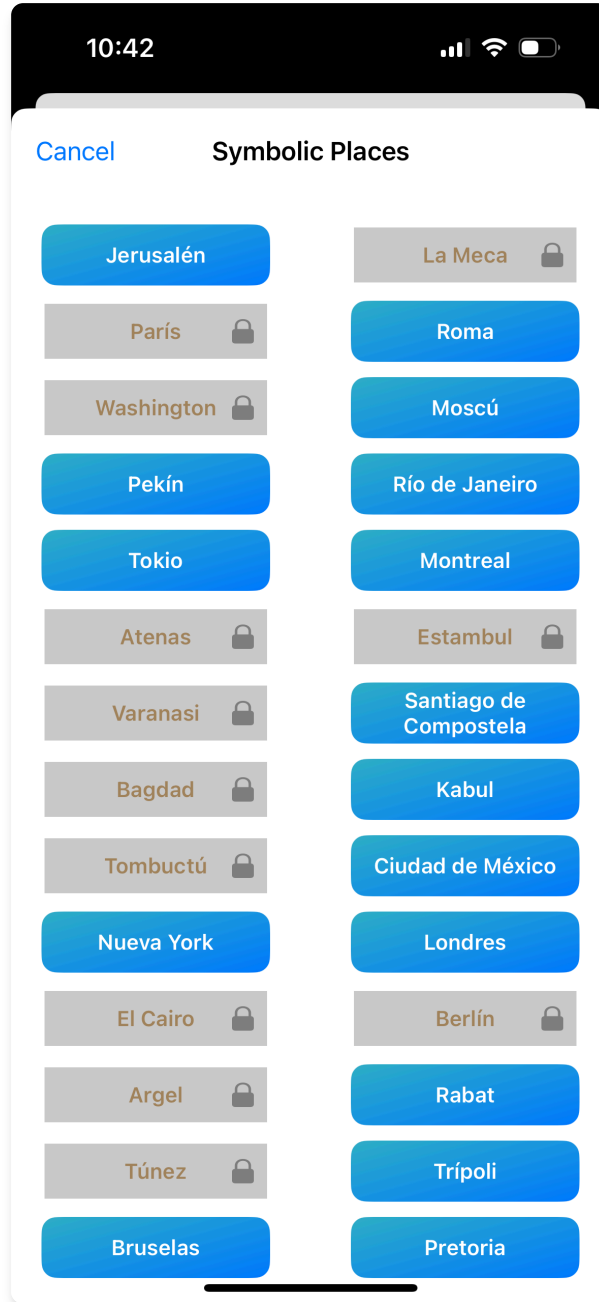 10:42
Cancel
Symbolic Places
Jerusalén
La Meca
París
Roma
Washington
Moscú
Pekín
Río de Janeiro
Tokio
Montreal
Atenas
Estambul
Varanasi
Santiago de
Compostela
Bagdad
Kabul
Tombuctú
Ciudad de México
Nueva York
Londres
El Cairo
Berlín
Argel
Rabat
Túnez
Trípoli
Bruselas
Pretoria